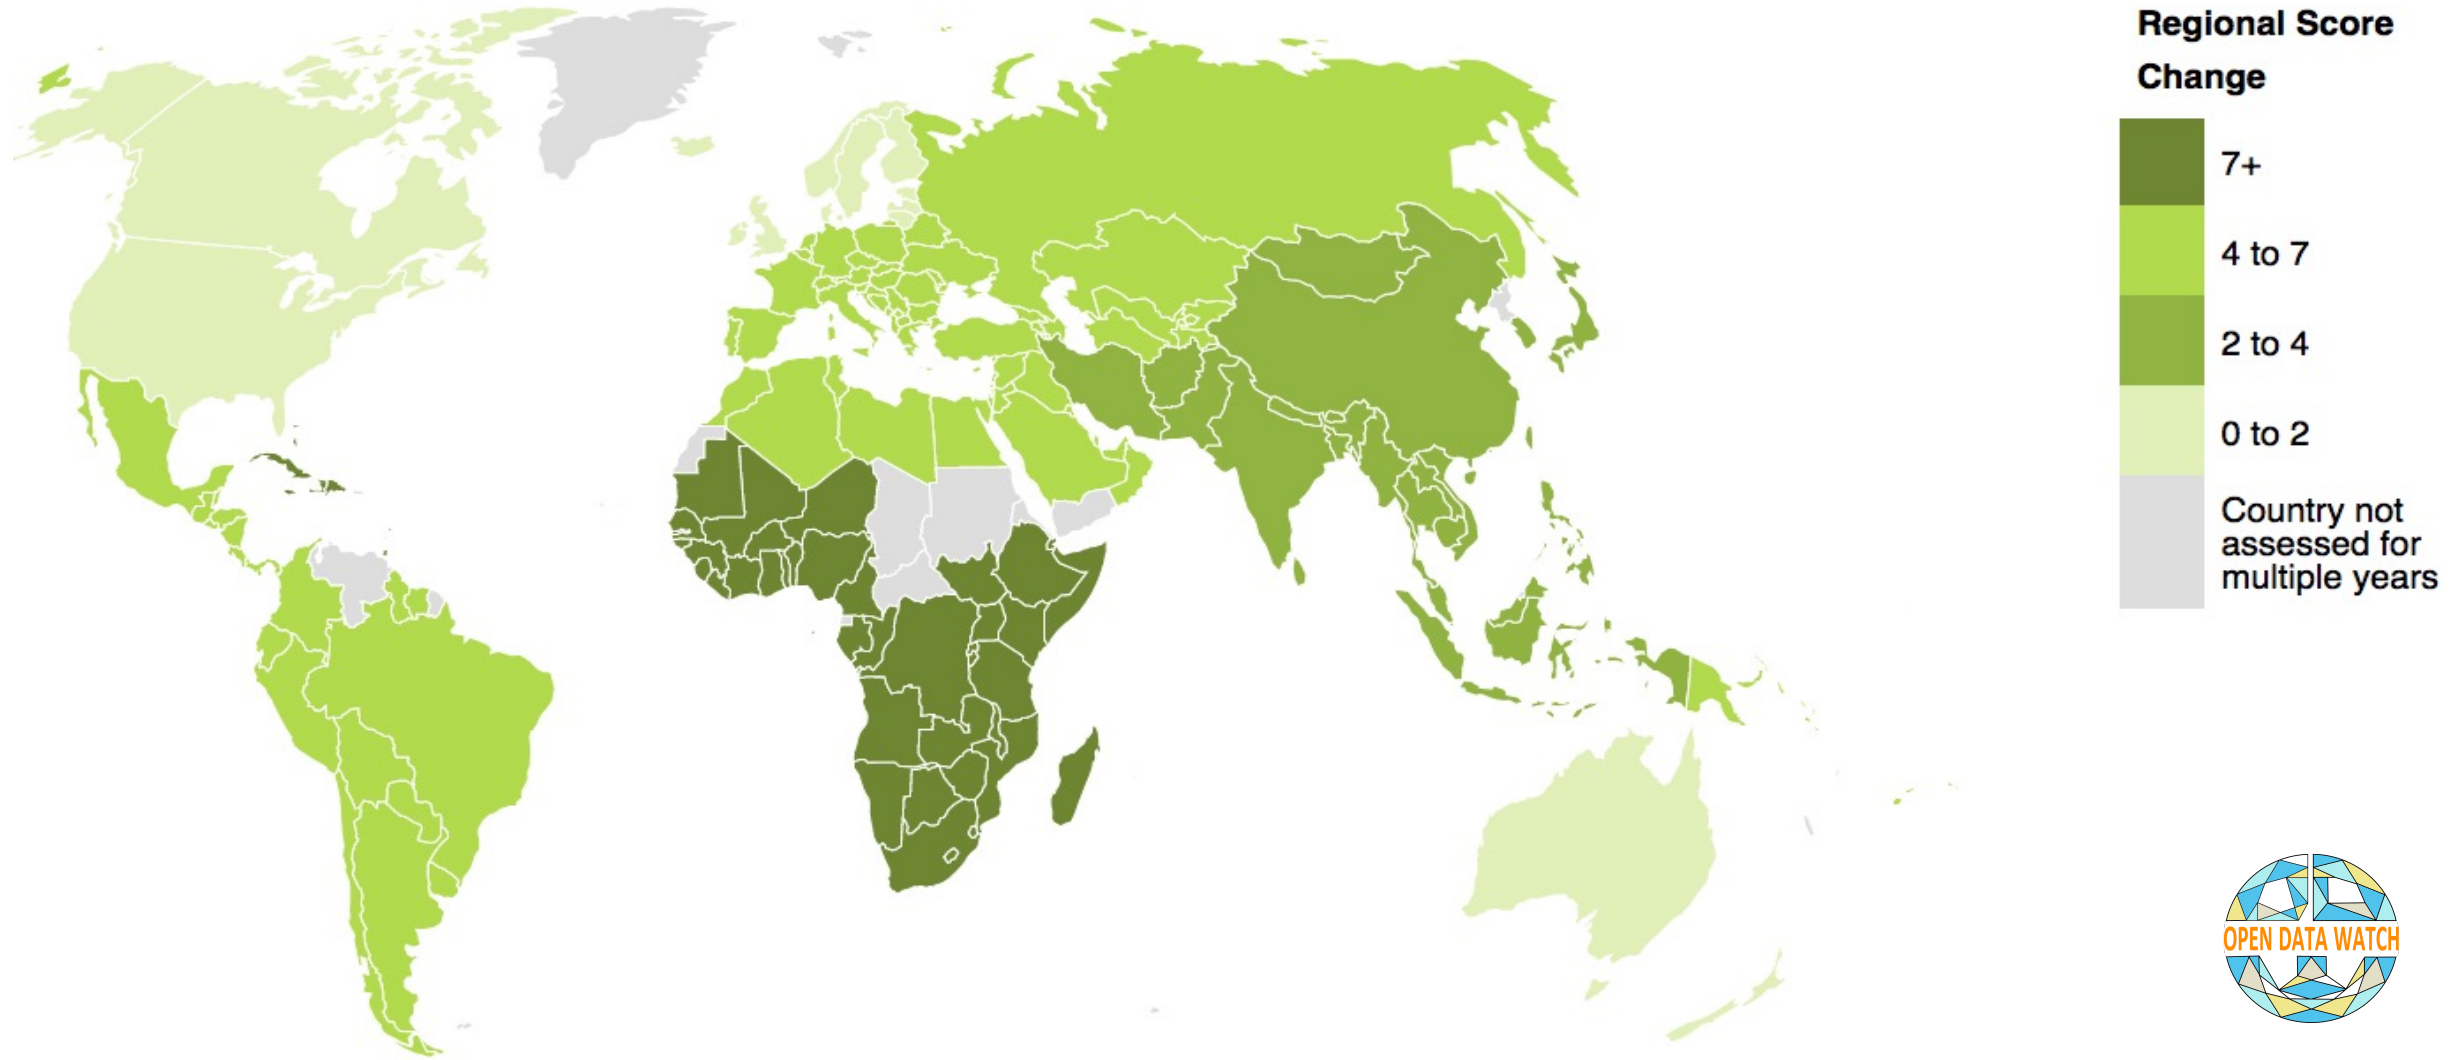 Regional Score
Change
7+
4 to 7
2 to 4
0 to 2
Country not
assessed for
multiple years
OPEN DATA WATCH